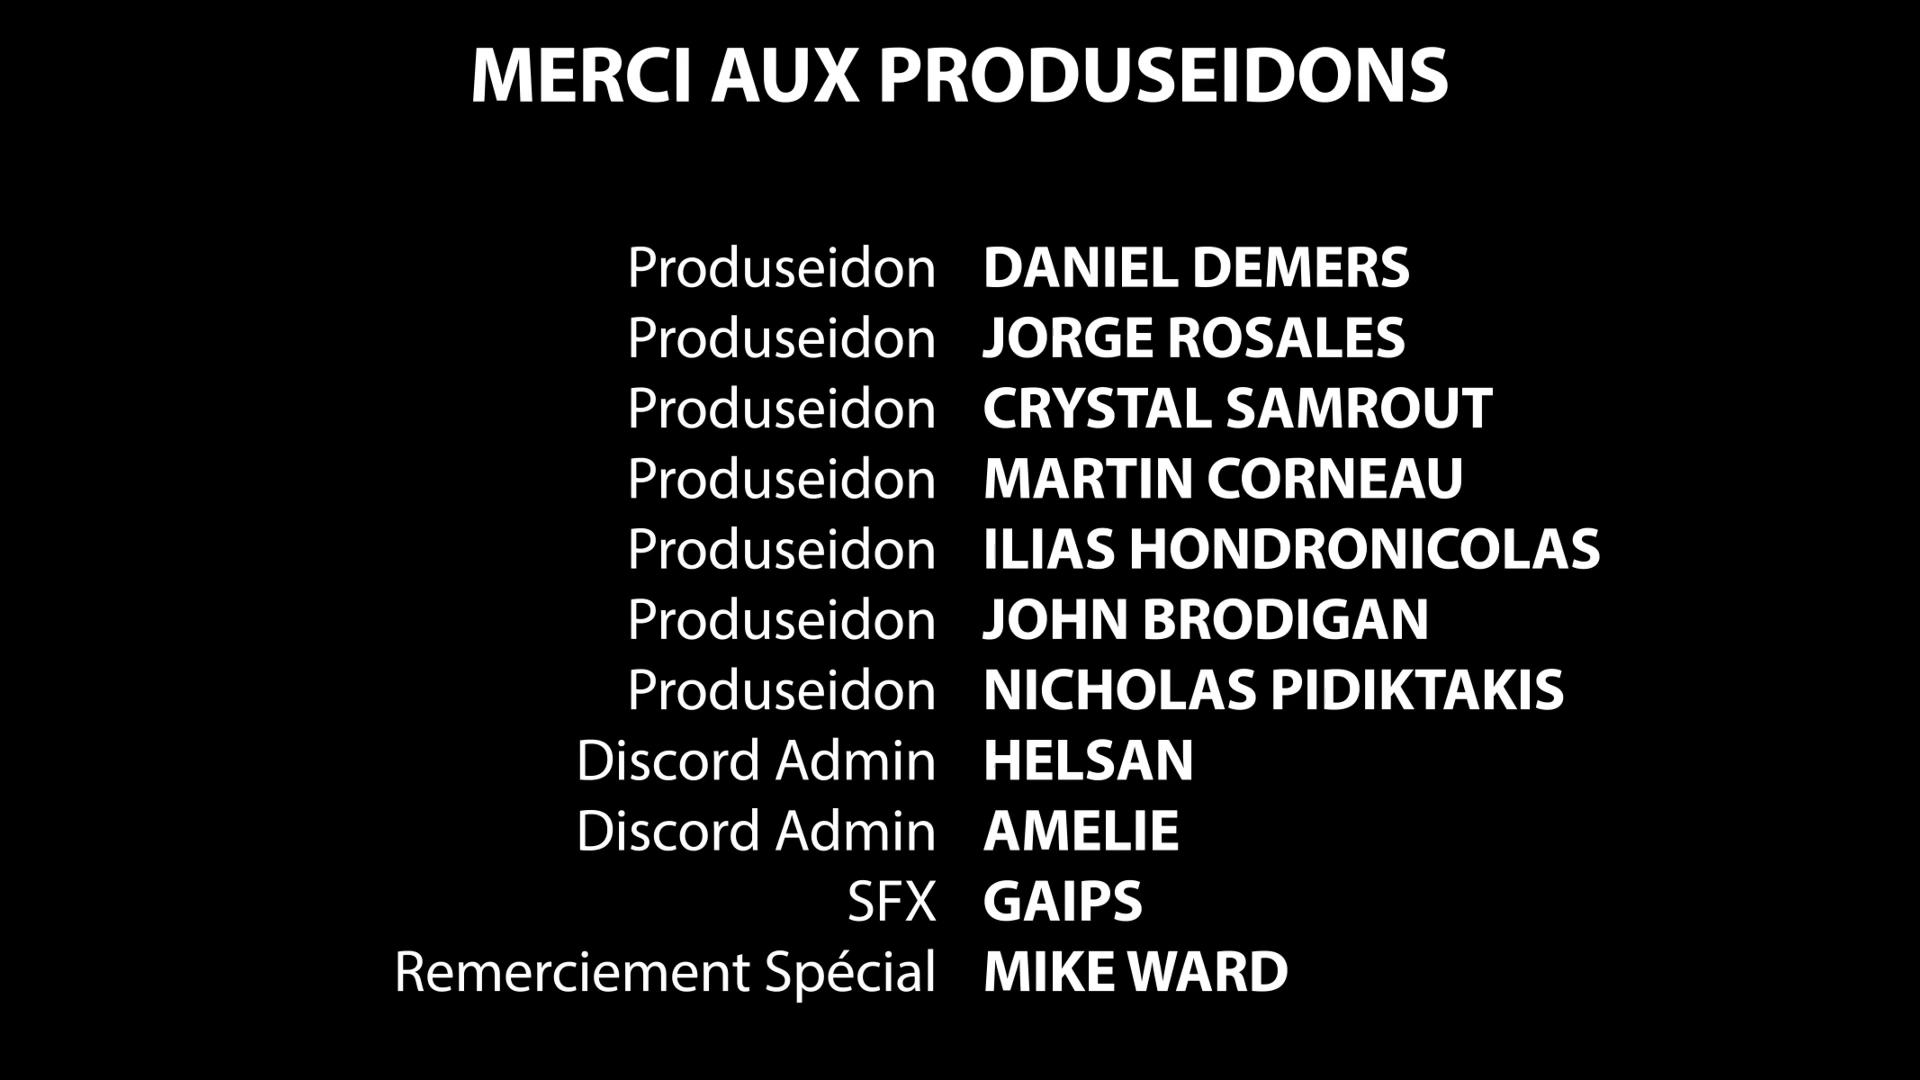 MERCI AUX PRODUSEIDONS
Produseidon DANIEL DEMERS
Produseidon JORGE ROSALES
Produseidon CRYSTAL SAMROUT
Produseidon MARTIN CORNEAU
Produseidon ILIAS HONDRONICOLAS
Produseidon JOHN BRODIGAN
Produseidon NICHOLAS PIDIKTAKIS
Discord Admin HELSAN
Discord Admin AMELIE
SFX GAIPS
Remerciement Spécial MIKE WARD